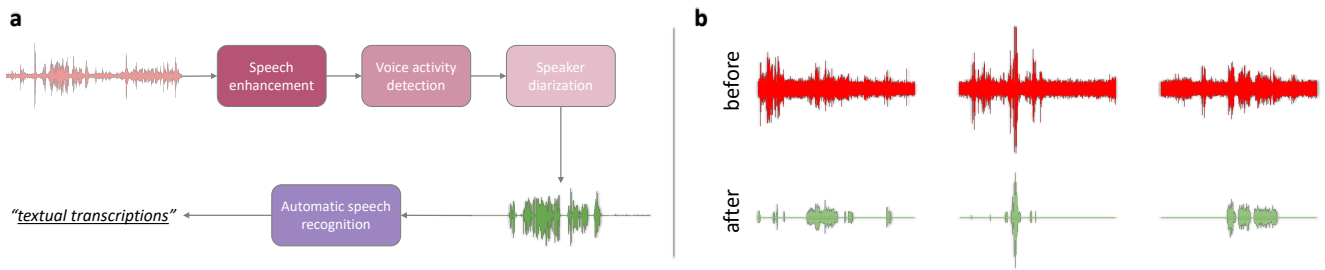 a
Speech
enhancement
Voice activity
detection
Speaker
diarization
Automatic speech
recognition
“textual transcriptions”
b
before
after